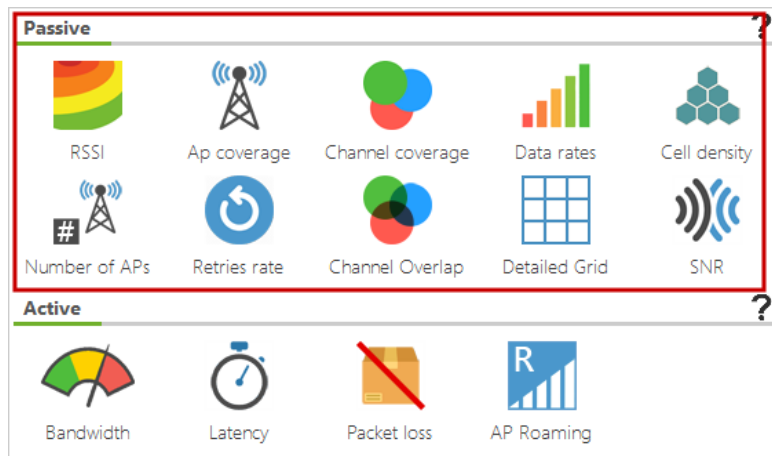 Passive ?
RSSI Ap coverage Channel coverage Data rates Cell density
#
Number of APs Retries rate Channel Overlap Detailed Grid SNR
Active ?
R
Bandwidth Latency Packet loss AP Roaming